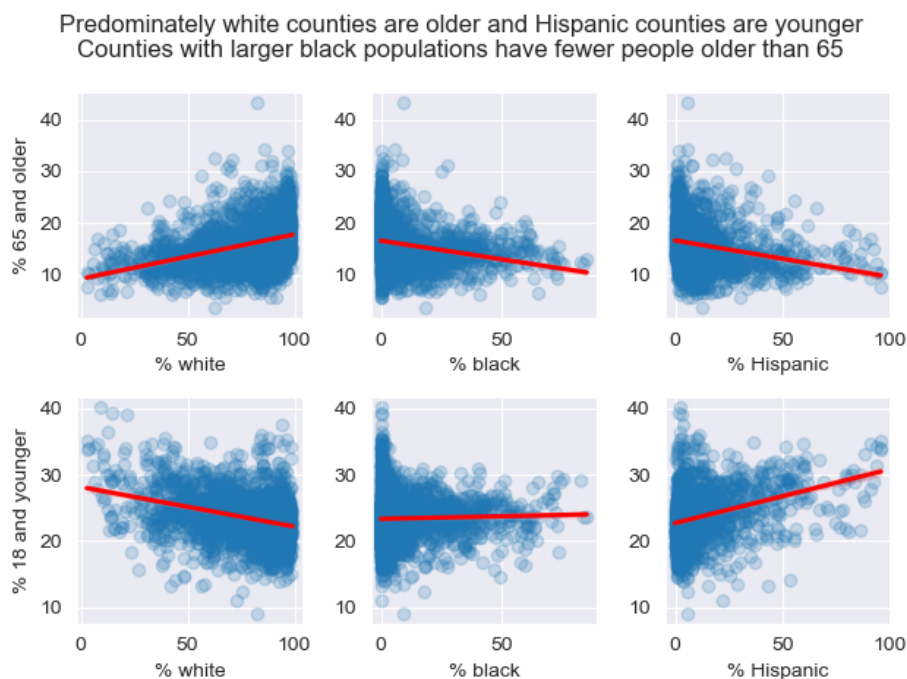 Predominately white counties are older and Hispanic counties are younger
Counties with larger black populations have fewer people older than 65
% 65 and older
40
30
20
10
0 50 100
% white
40
30
20
10
0 50
% black
40
30
20
10
0 50 100
% Hispanic
% 18 and younger
40
30
20
10
0 50 100
% white
40
30
20
10
0 50
% black
40
30
20
10
0 50 100
% Hispanic